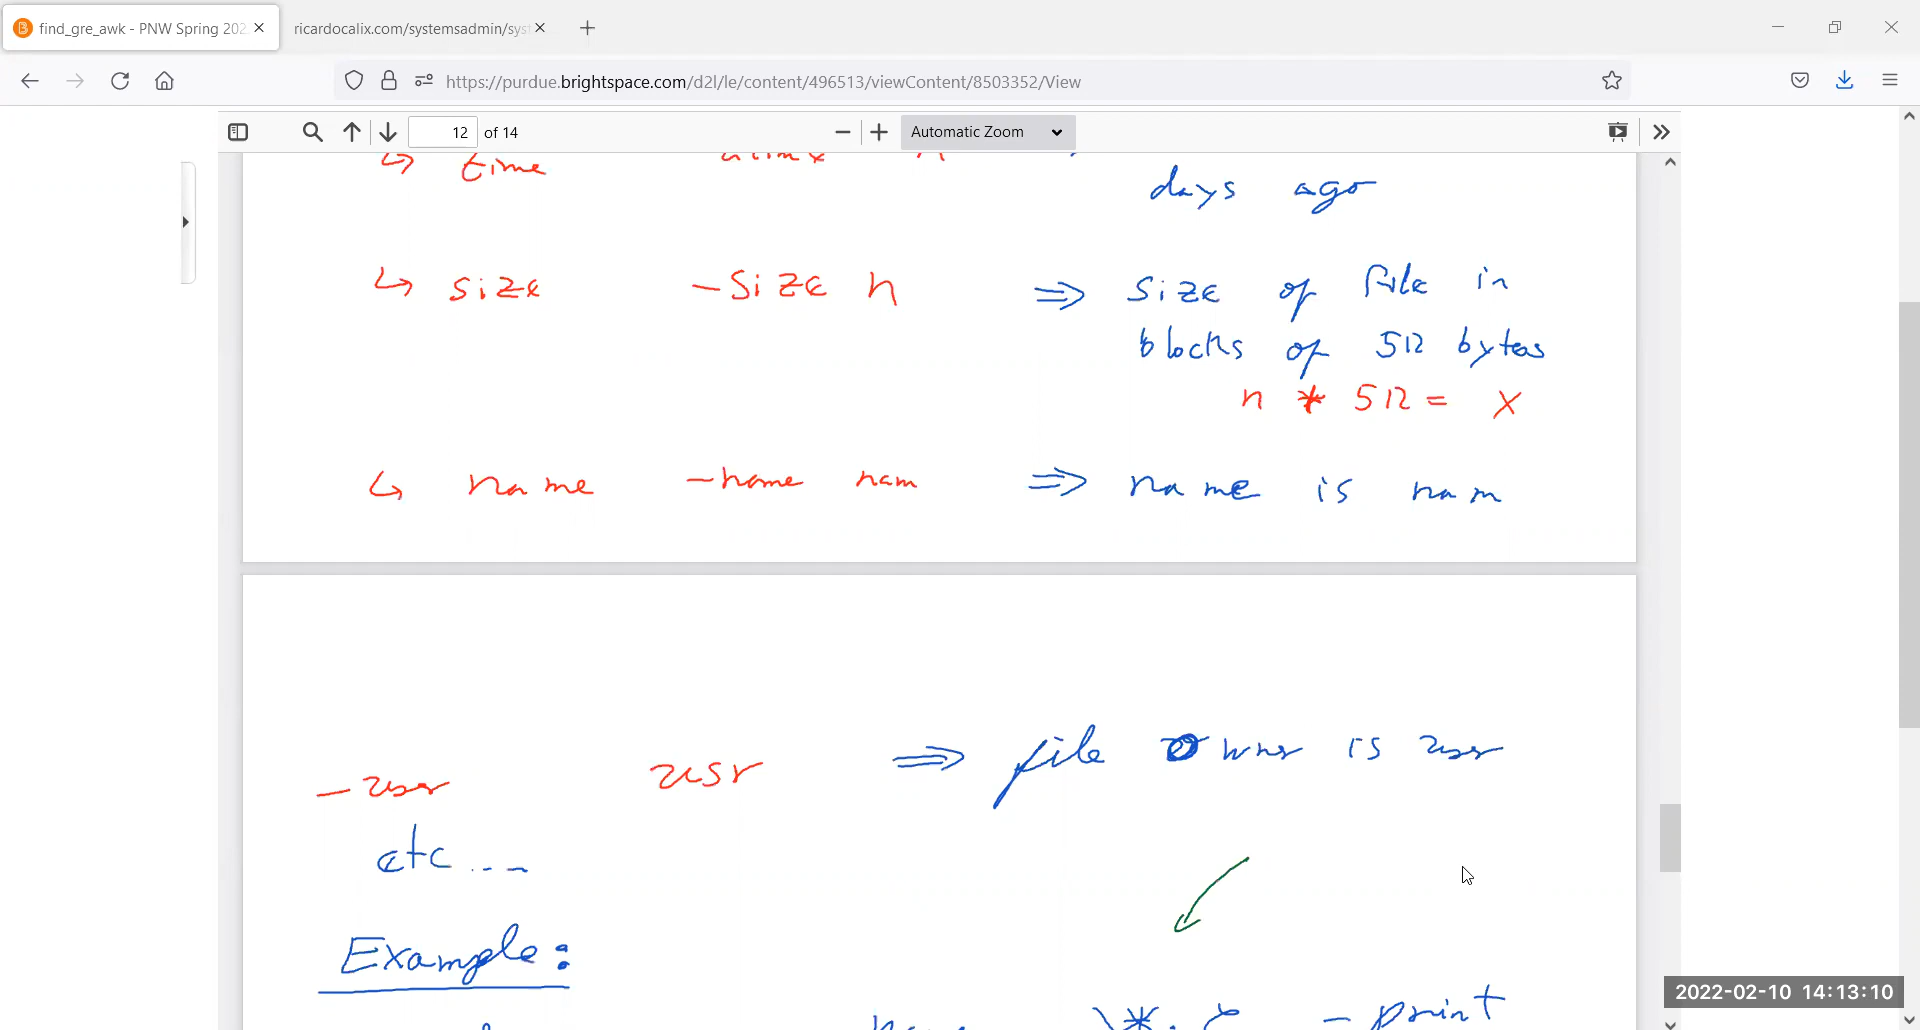 find_gre_awk - PNW Spring 202
ricardocalix.com/systemsadmin/sys
https://purdue.brightspace.com/d2l/le/content/496513/viewContent/8503352/View
12 of 14
Automatic Zoom
↳ time
days ago
↳ size -size n ⇒ size of file in
blocks of 512 bytes
n * 512 = X
↳ name -name nam ⇒ name is nam
-user usr ⇒ file owner is user
etc...
Example:
\*.c -print
2022-02-10 14:13:10